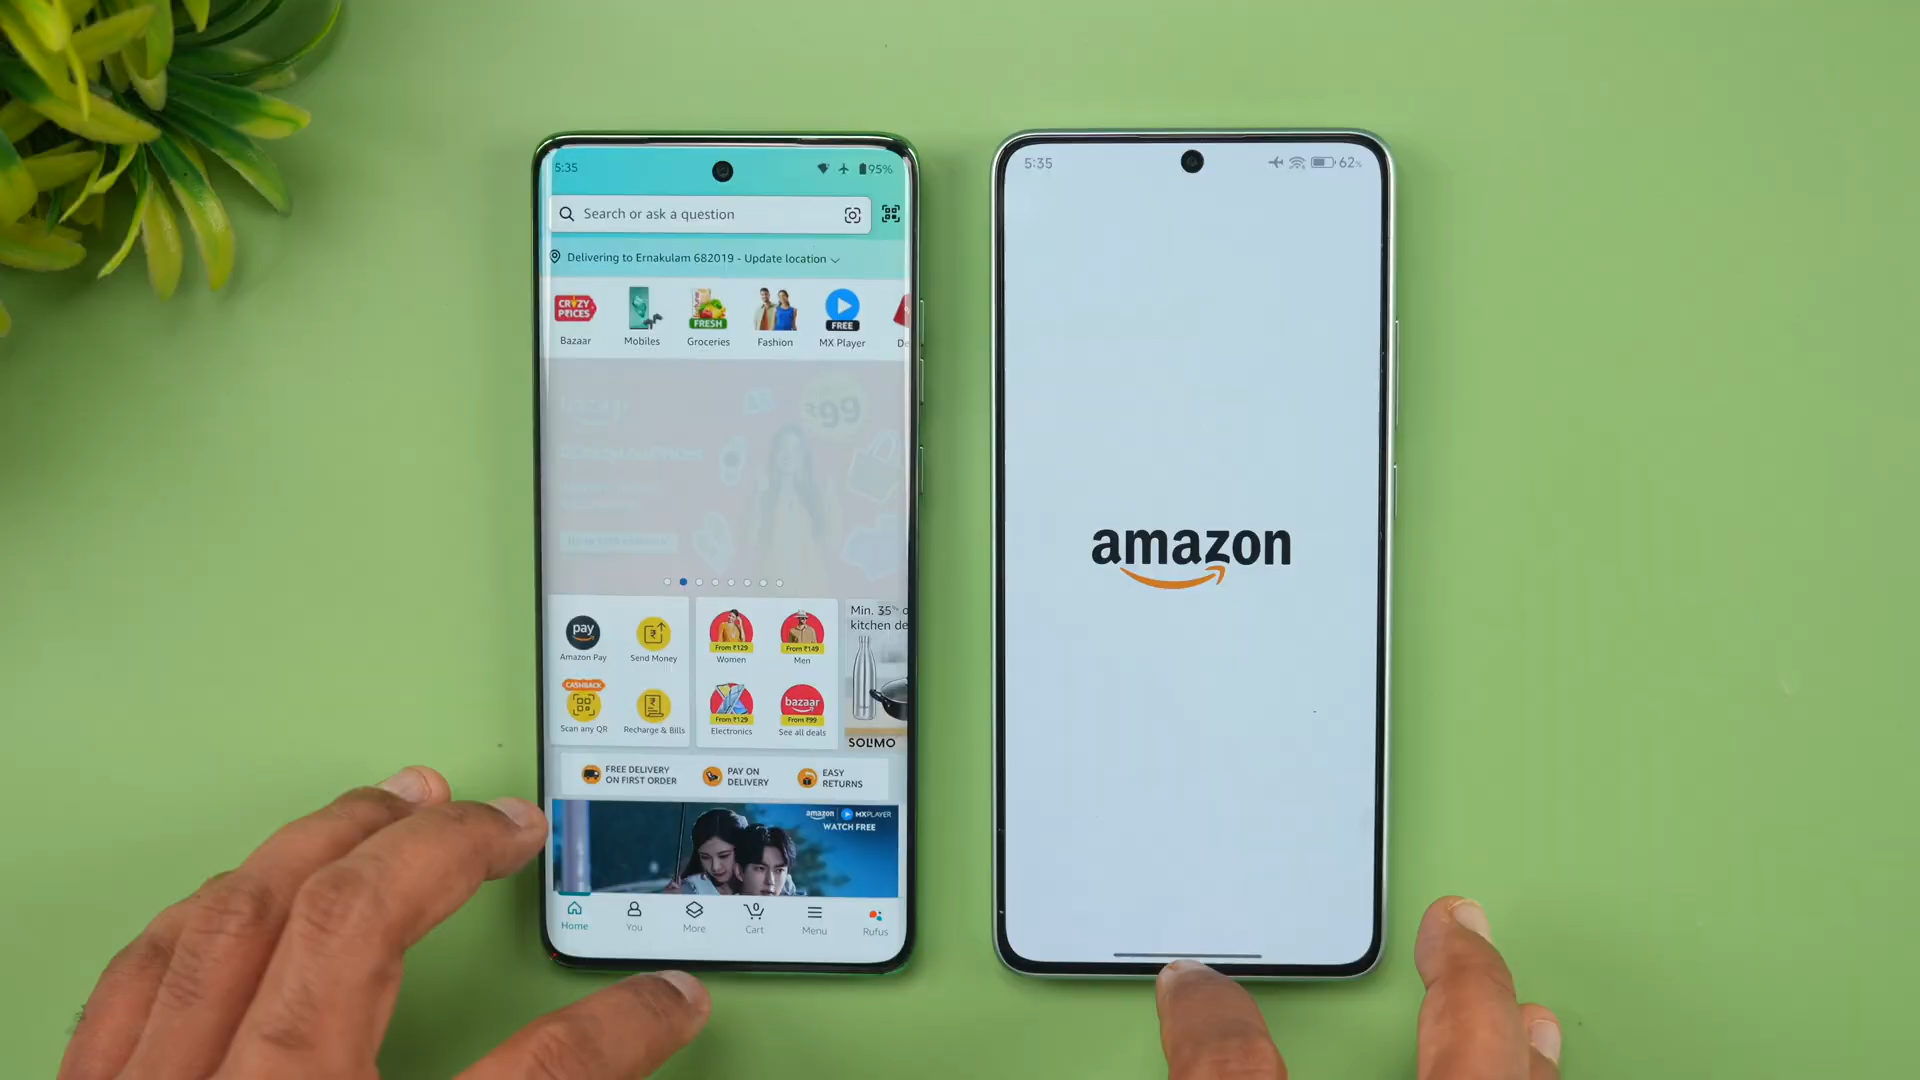 5:35
95%
Search or ask a question
Delivering to Ernakulam 682019 - Update location
CRAZY
PRICES
FRESH
FREE
Bazaar
Mobiles
Groceries
Fashion
MX Player
De
₹99
Min. 35% o
kitchen de
pay
Amazon Pay
Send Money
From ₹129
Women
From ₹149
Men
CASHBACK
Scan any QR
Recharge & Bills
From ₹129
Electronics
bazaar
From ₹99
See all deals
SOLIMO
FREE DELIVERY
ON FIRST ORDER
PAY ON
DELIVERY
EASY
RETURNS
amazon MXPLAYER
WATCH FREE
Home
You
More
0
Cart
Menu
Rufus
5:35
62%
amazon